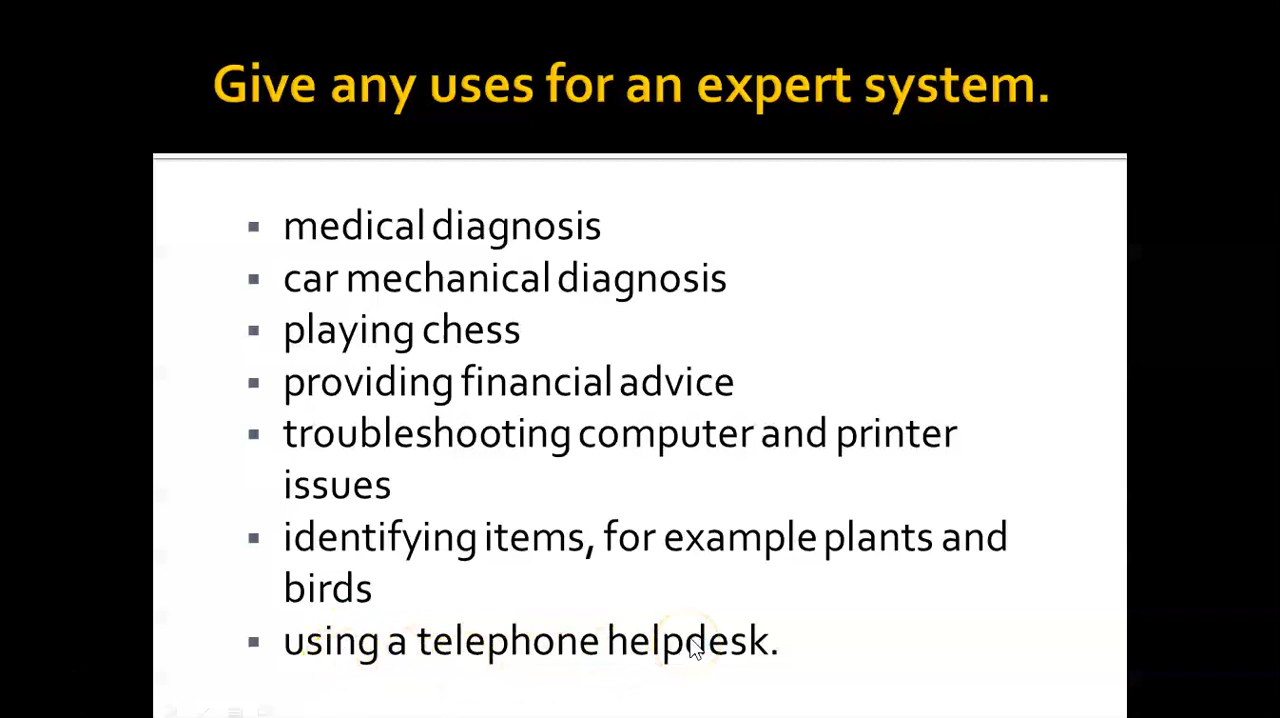 Give any uses for an expert system.
▪ medical diagnosis
▪ car mechanical diagnosis
▪ playing chess
▪ providing financial advice
▪ troubleshooting computer and printer
issues
▪ identifying items, for example plants and
birds
▪ using a telephone helpdesk.